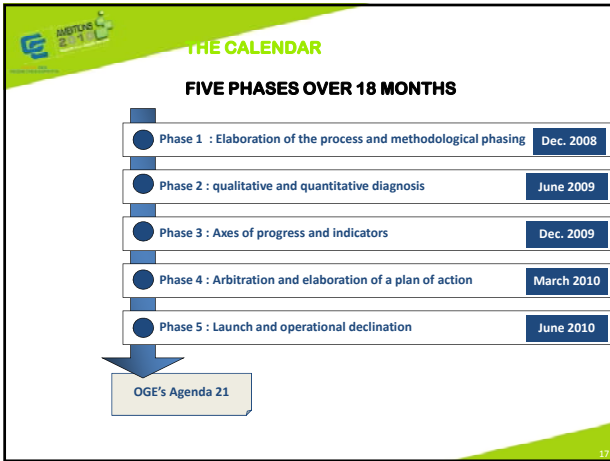 AMBITIONS
2010
THE CALENDAR
FIVE PHASES OVER 18 MONTHS
Phase 1 : Elaboration of the process and methodological phasing
Dec. 2008
Phase 2 : qualitative and quantitative diagnosis
June 2009
Phase 3 : Axes of progress and indicators
Dec. 2009
Phase 4 : Arbitration and elaboration of a plan of action
March 2010
Phase 5 : Launch and operational declination
June 2010
OGE's Agenda 21
17